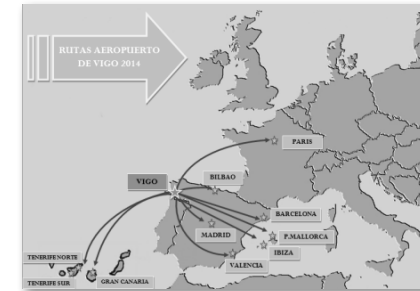 RUTAS AEROPUERTO
DE VIGO 2014
PARIS
BILBAO
VIGO
BARCELONA
MADRID
P.MALLORCA
IBIZA
VALENCIA
TENERIFE NORTE
TENERIFE SUR
GRAN CANARIA